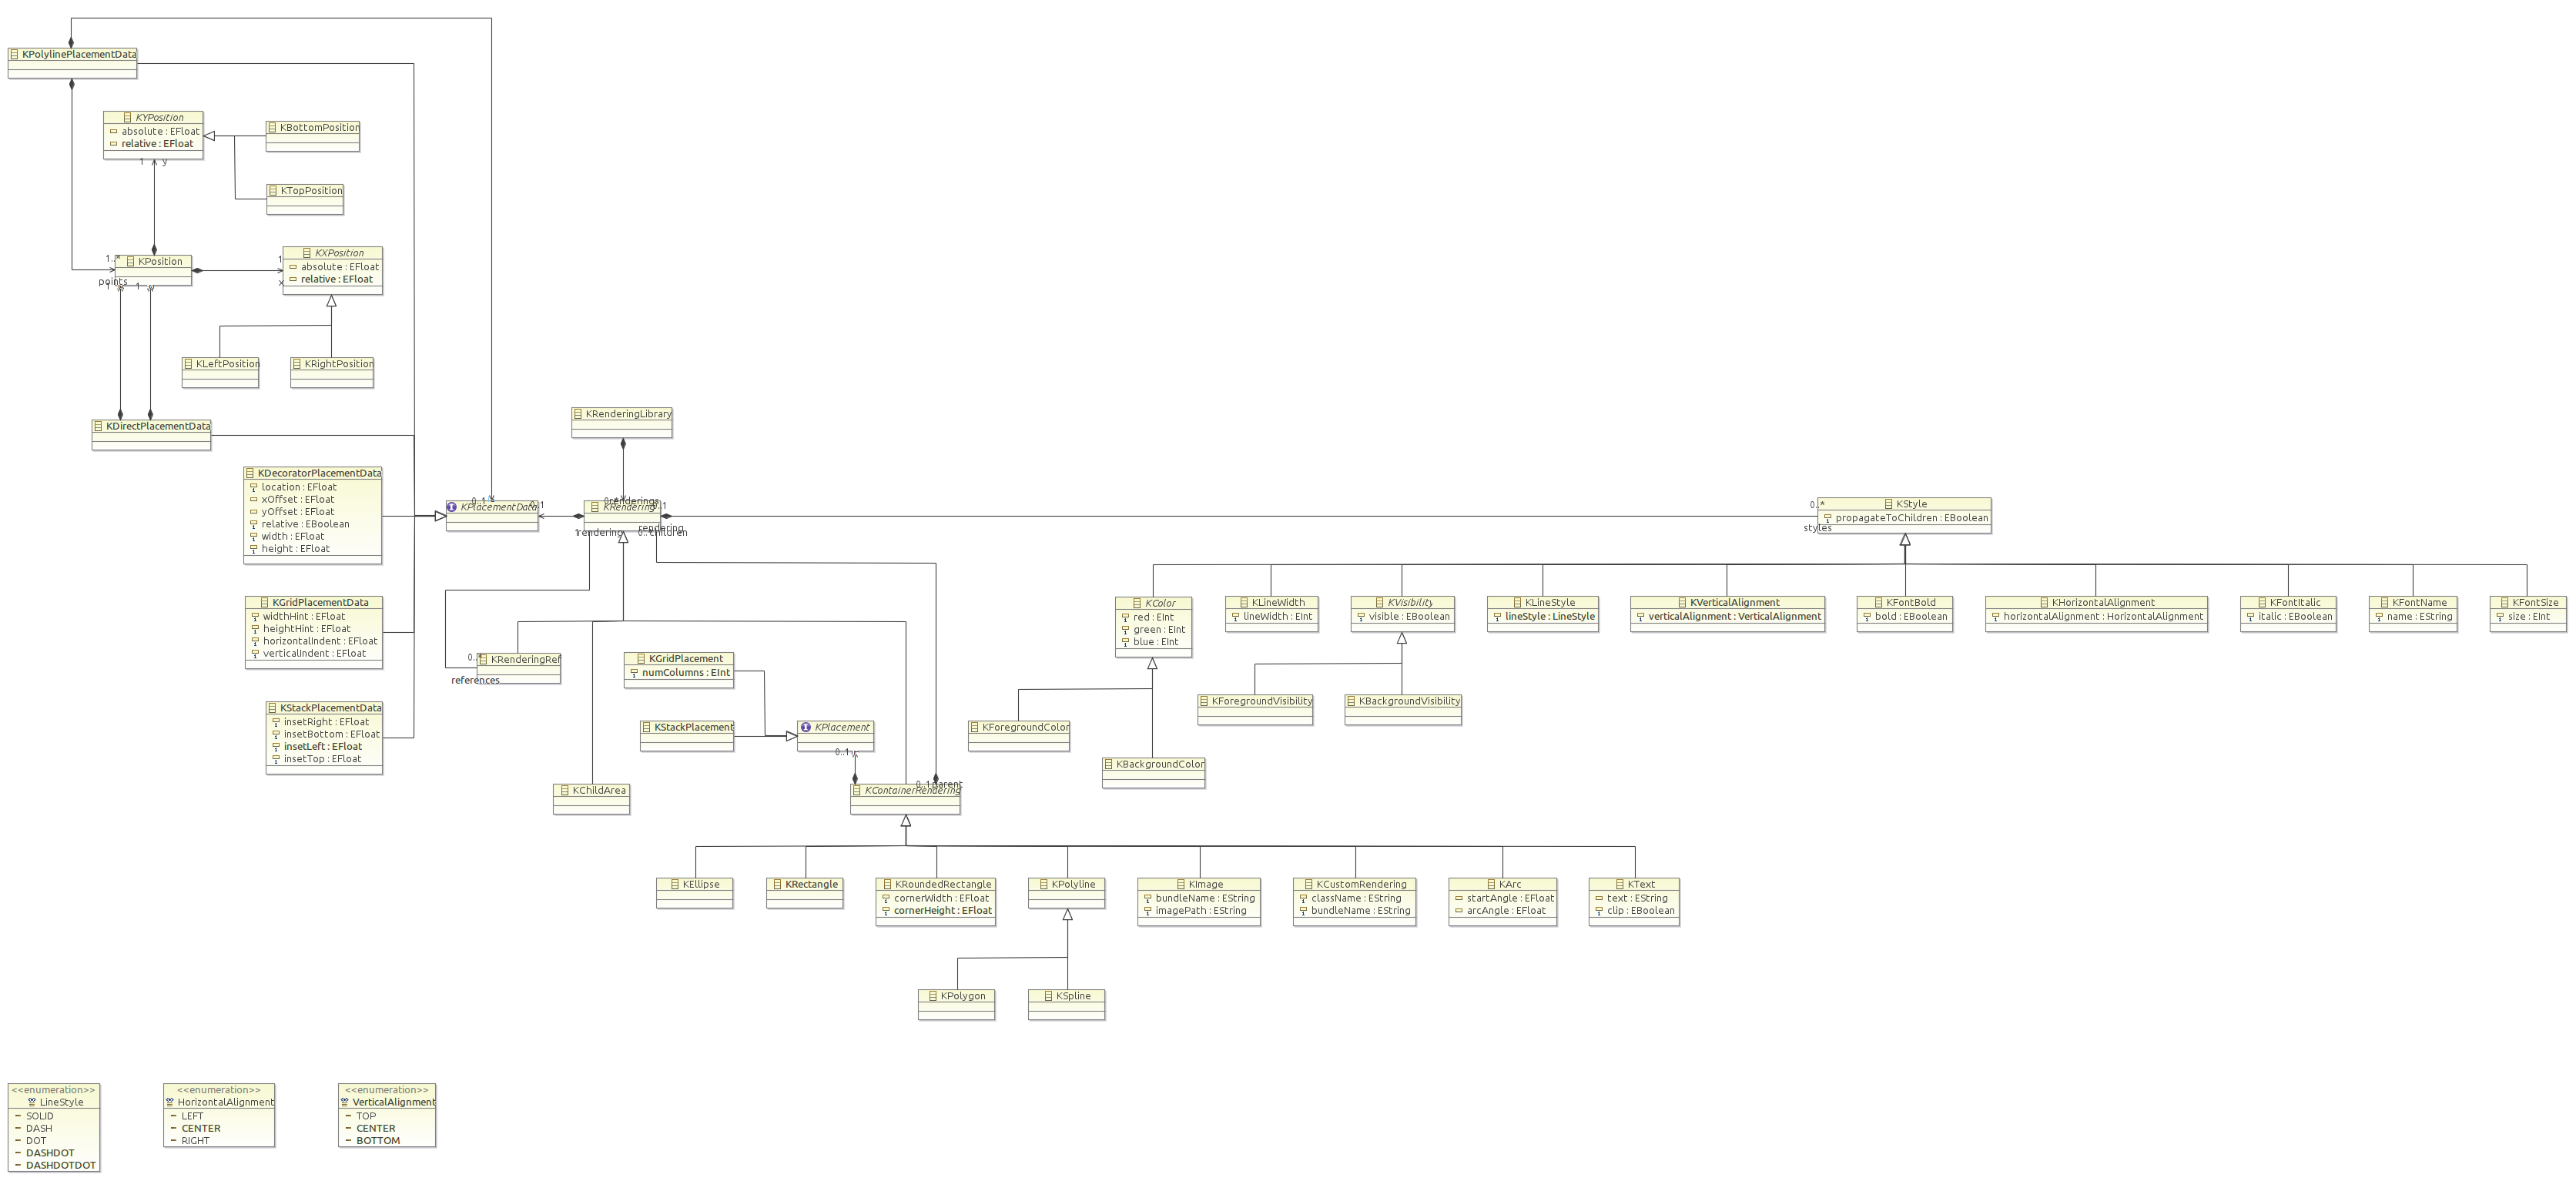 KPolylinePlacementData
KYPosition
absolute : EFloat
relative : EFloat
1
y
KBottomPosition
KTopPosition
KPosition
1..*
points
1
1
KXPosition
absolute : EFloat
relative : EFloat
1
x
KLeftPosition
KRightPosition
KDirectPlacementData
KDecoratorPlacementData
location : EFloat
xOffset : EFloat
yOffset : EFloat
relative : EBoolean
width : EFloat
height : EFloat
KGridPlacementData
widthHint : EFloat
heightHint : EFloat
horizontalIndent : EFloat
verticalIndent : EFloat
KStackPlacementData
insetRight : EFloat
insetBottom : EFloat
insetLeft : EFloat
insetTop : EFloat
KRenderingLibrary
0..1
KPlacementData
0..1
renderings
KRendering
0..1
rendering
1
rendering
0..*
children
0..*
styles
KStyle
propagateToChildren : EBoolean
KColor
red : EInt
green : EInt
blue : EInt
KLineWidth
lineWidth : EInt
KVisibility
visible : EBoolean
KLineStyle
lineStyle : LineStyle
KVerticalAlignment
verticalAlignment : VerticalAlignment
KFontBold
bold : EBoolean
KHorizontalAlignment
horizontalAlignment : HorizontalAlignment
KFontItalic
italic : EBoolean
KFontName
name : EString
KFontSize
size : EInt
0..*
KRenderingRef
references
KGridPlacement
numColumns : EInt
KStackPlacement
KPlacement
0..1
KForegroundColor
KBackgroundColor
KForegroundVisibility
KBackgroundVisibility
KChildArea
0..1
parent
KContainerRendering
KEllipse
KRectangle
KRoundedRectangle
cornerWidth : EFloat
cornerHeight : EFloat
KPolyline
KImage
bundleName : EString
imagePath : EString
KCustomRendering
className : EString
bundleName : EString
KArc
startAngle : EFloat
arcAngle : EFloat
KText
text : EString
clip : EBoolean
KPolygon
KSpline
<<enumeration>>
LineStyle
SOLID
DASH
DOT
DASHDOT
DASHDOTDOT
<<enumeration>>
HorizontalAlignment
LEFT
CENTER
RIGHT
<<enumeration>>
VerticalAlignment
TOP
CENTER
BOTTOM